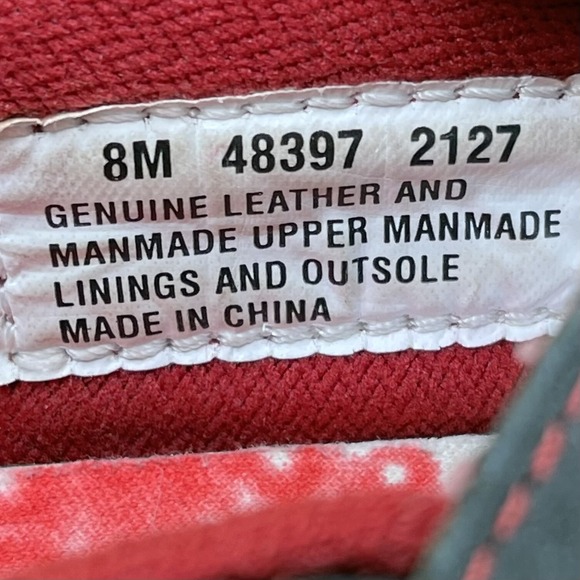 8M 48397 2127
GENUINE LEATHER AND
MANMADE UPPER MANMADE
LININGS AND OUTSOLE
MADE IN CHINA